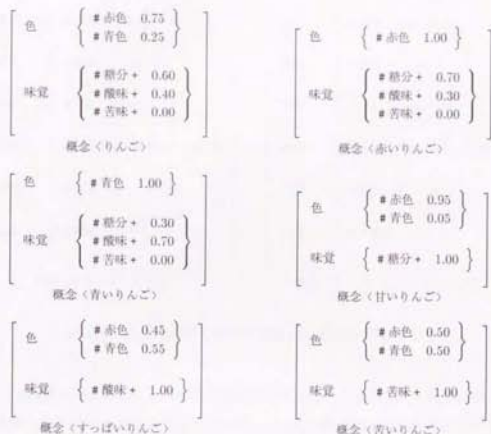 色 # 赤色 0.75
# 青色 0.25
味覚 # 糖分+ 0.60
# 酸味+ 0.40
# 苦味+ 0.00
概念〈りんご〉
色 # 赤色 1.00
味覚 # 糖分+ 0.70
# 酸味+ 0.30
# 苦味+ 0.00
概念〈赤いりんご〉
色 # 青色 1.00
味覚 # 糖分+ 0.30
# 酸味+ 0.70
# 苦味+ 0.00
概念〈青いりんご〉
色 # 赤色 0.95
# 青色 0.05
味覚 # 糖分+ 1.00
概念〈甘いりんご〉
色 # 赤色 0.45
# 青色 0.55
味覚 # 酸味+ 1.00
概念〈すっぱいりんご〉
色 # 赤色 0.50
# 青色 0.50
味覚 # 苦味+ 1.00
概念〈苦いりんご〉